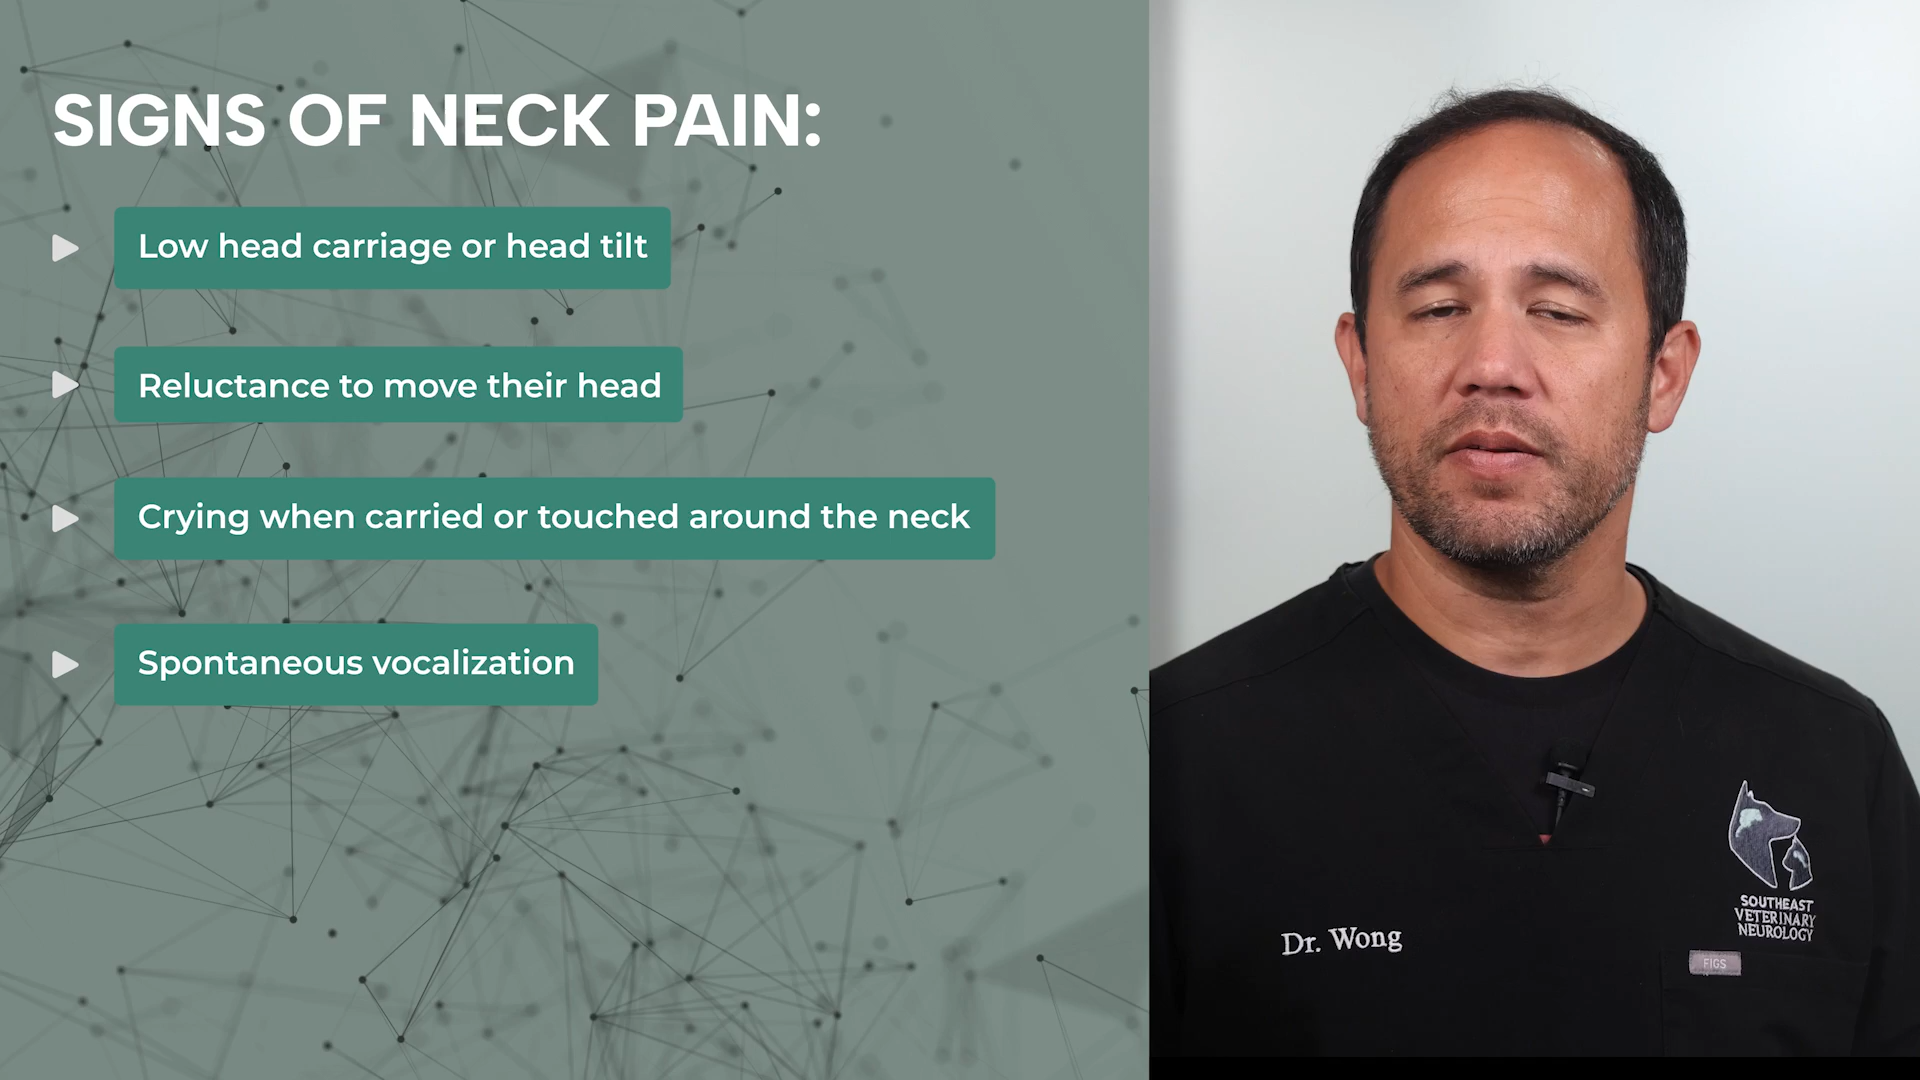 SIGNS OF NECK PAIN:
Low head carriage or head tilt
Reluctance to move their head
Crying when carried or touched around the neck
Spontaneous vocalization
Dr. Wong
SOUTHEAST
VETERINARY
NEUROLOGY
FIGS